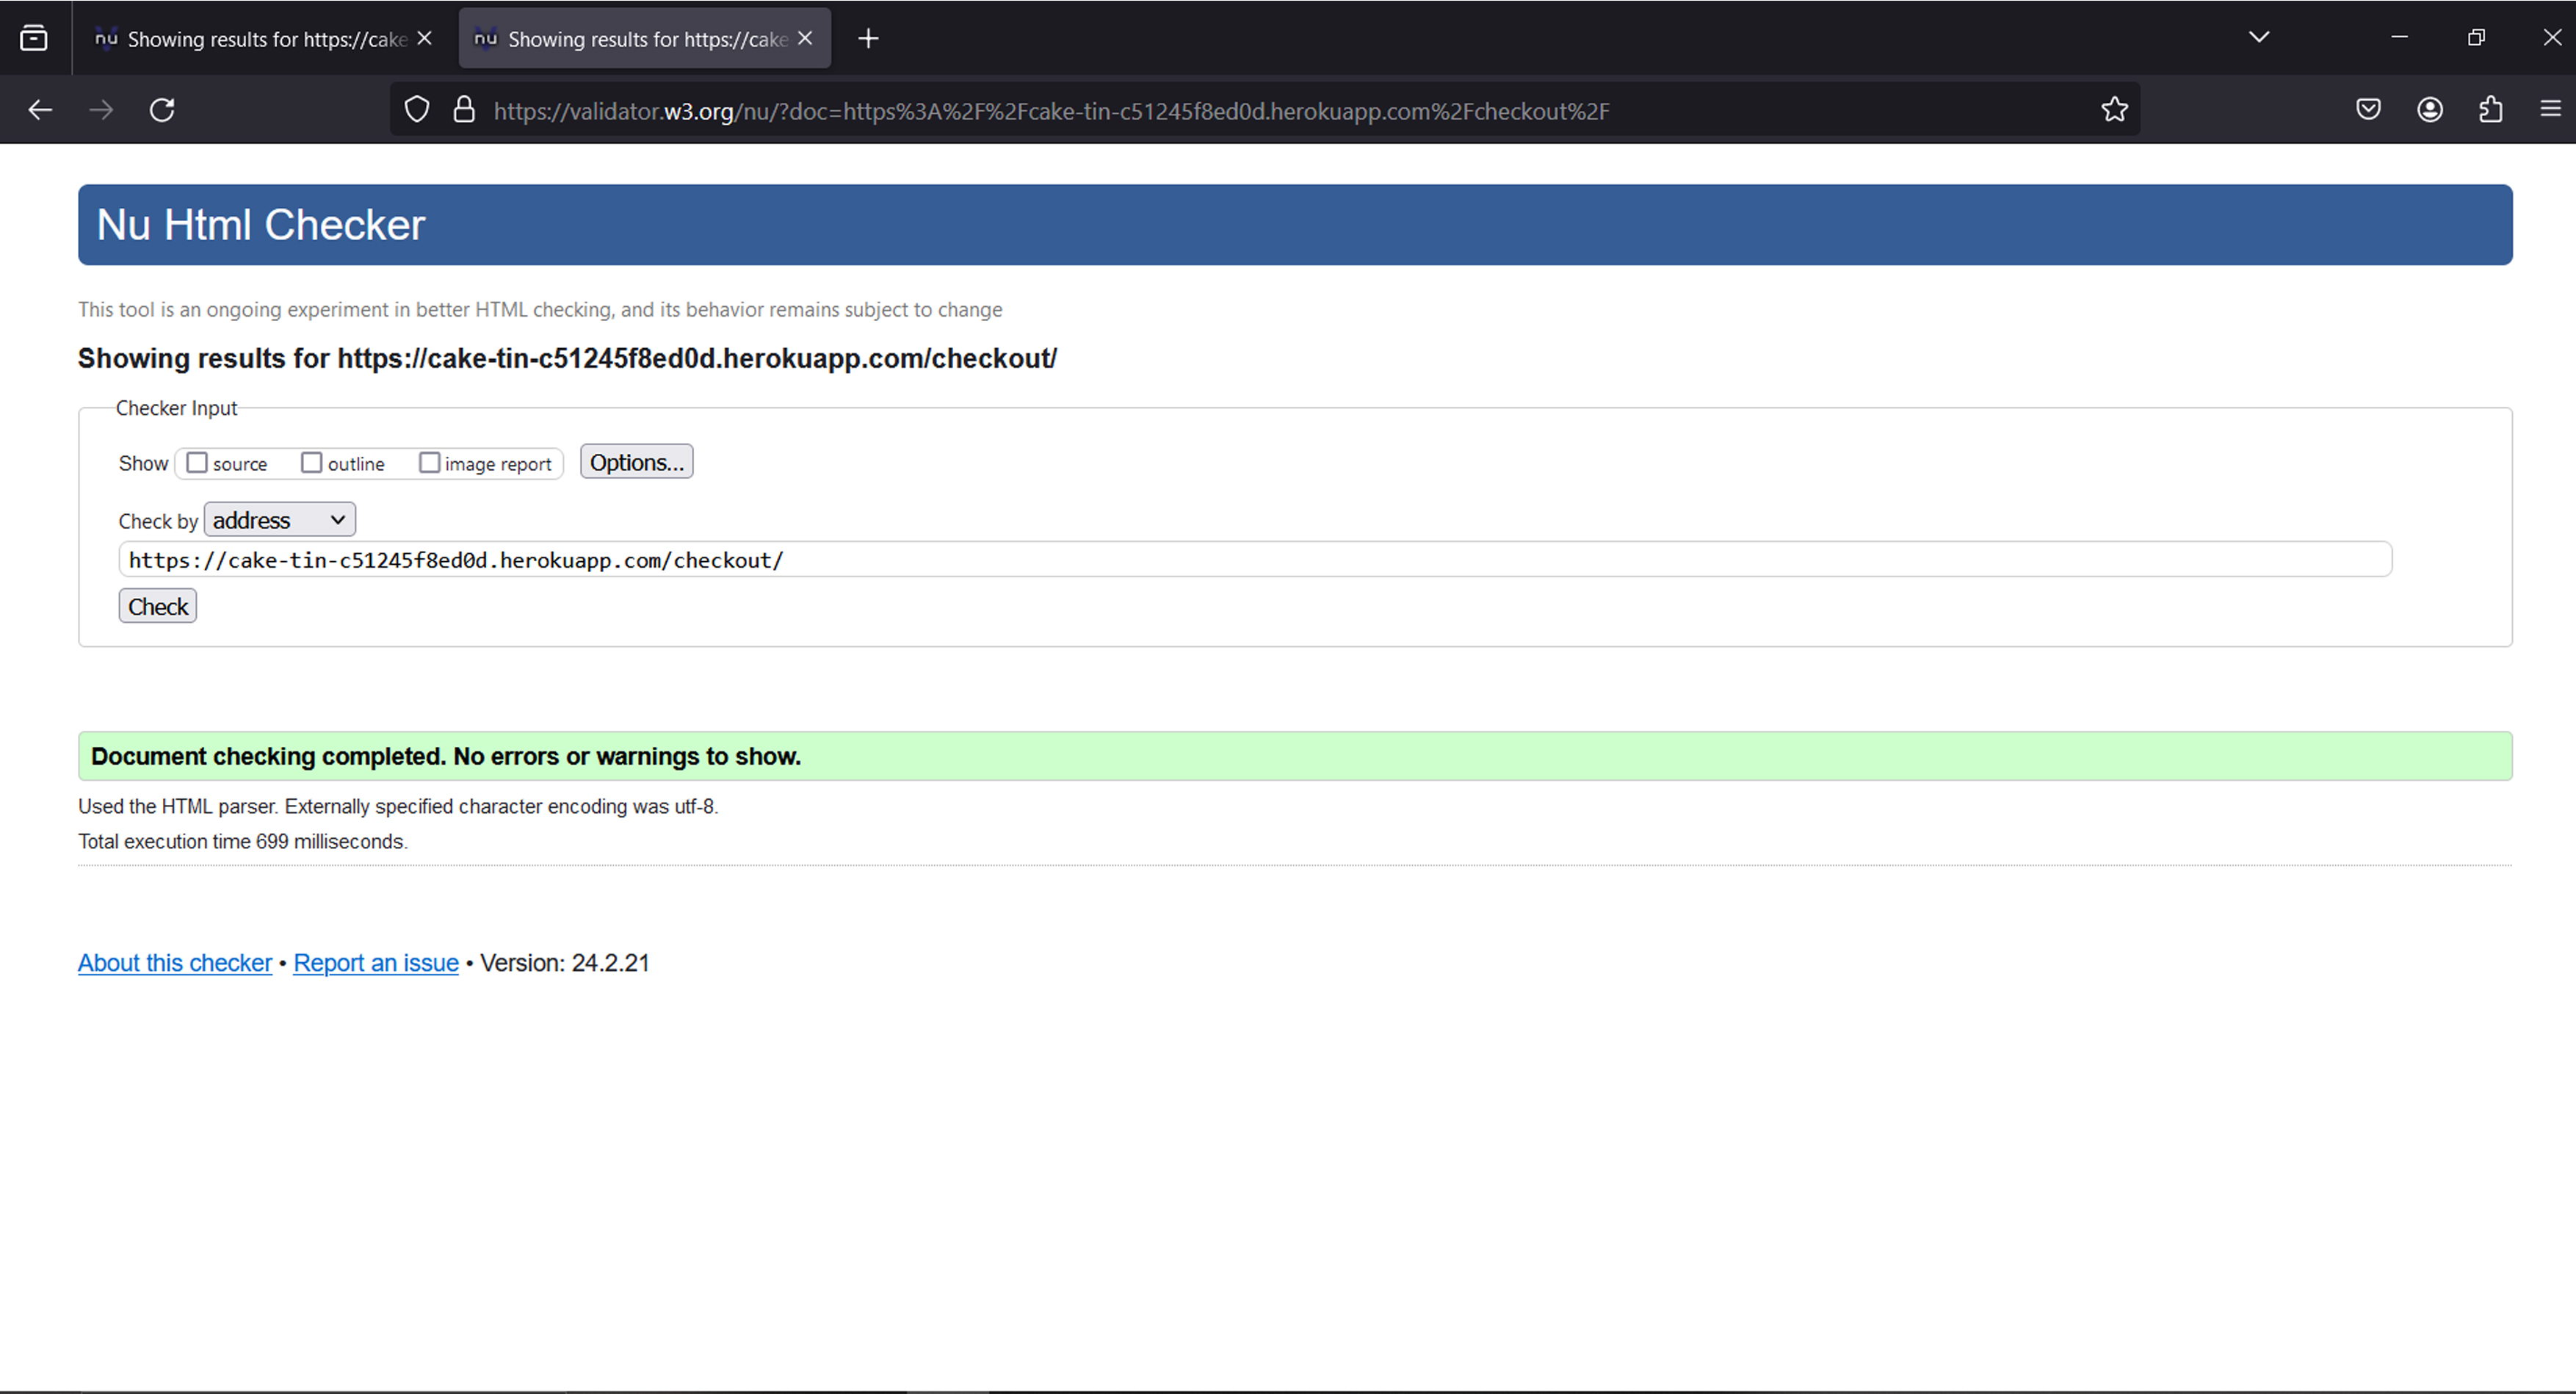 nu Showing results for https://cake
nu Showing results for https://cake
https://validator.w3.org/nu/?doc=https%3A%2F%2Fcake-tin-c51245f8ed0d.herokuapp.com%2Fcheckout%2F
Nu Html Checker
This tool is an ongoing experiment in better HTML checking, and its behavior remains subject to change
Showing results for https://cake-tin-c51245f8ed0d.herokuapp.com/checkout/
Checker Input
Show source outline image report Options...
Check by address
https://cake-tin-c51245f8ed0d.herokuapp.com/checkout/
Check
Document checking completed. No errors or warnings to show.
Used the HTML parser. Externally specified character encoding was utf-8.
Total execution time 699 milliseconds.
About this checker • Report an issue • Version: 24.2.21